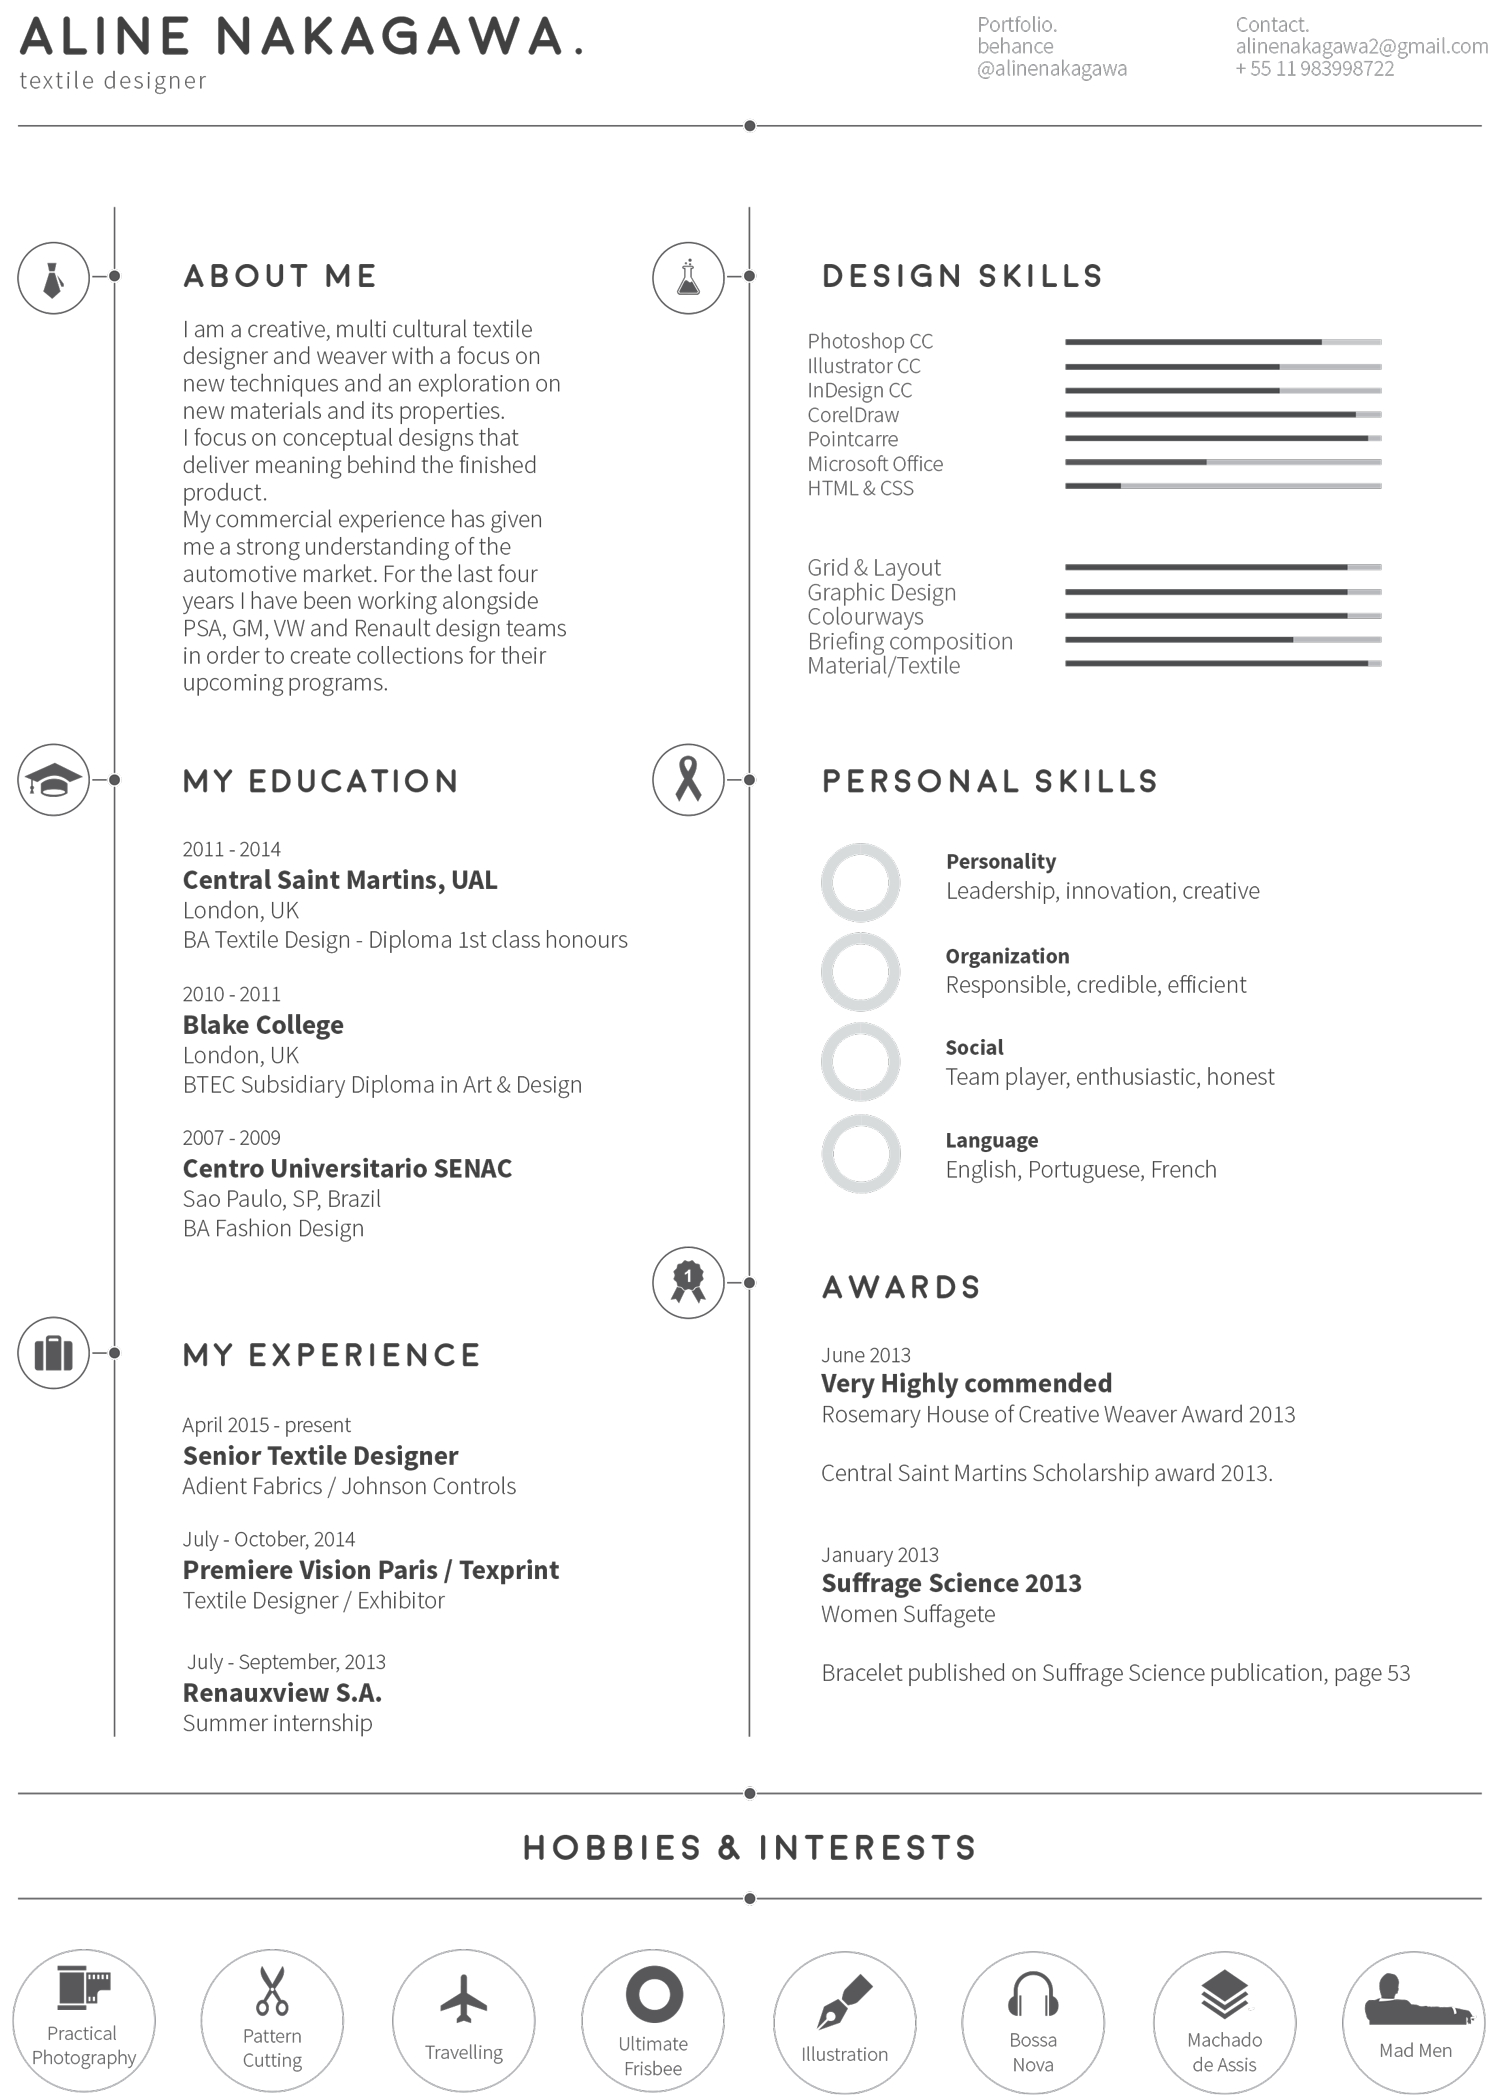 ALINE NAKAGAWA.
textile designer
Portfolio.
behance
@alinenakagawa
Contact.
alinenakagawa2@gmail.com
+ 55 11 983998722
ABOUT ME
I am a creative, multi cultural textile
designer and weaver with a focus on
new techniques and an exploration on
new materials and its properties.
I focus on conceptual designs that
deliver meaning behind the finished
product.
My commercial experience has given
me a strong understanding of the
automotive market. For the last four
years I have been working alongside
PSA, GM, VW and Renault design teams
in order to create collections for their
upcoming programs.
MY EDUCATION
2011 - 2014
Central Saint Martins, UAL
London, UK
BA Textile Design - Diploma 1st class honours
2010 - 2011
Blake College
London, UK
BTEC Subsidiary Diploma in Art & Design
2007 - 2009
Centro Universitario SENAC
Sao Paulo, SP, Brazil
BA Fashion Design
MY EXPERIENCE
April 2015 - present
Senior Textile Designer
Adient Fabrics / Johnson Controls
July - October, 2014
Premiere Vision Paris / Texprint
Textile Designer / Exhibitor
July - September, 2013
Renauxview S.A.
Summer internship
DESIGN SKILLS
Photoshop CC
Illustrator CC
InDesign CC
CorelDraw
Pointcarre
Microsoft Office
HTML & CSS
Grid & Layout
Graphic Design
Colourways
Briefing composition
Material/Textile
PERSONAL SKILLS
Personality
Leadership, innovation, creative
Organization
Responsible, credible, efficient
Social
Team player, enthusiastic, honest
Language
English, Portuguese, French
1
AWARDS
June 2013
Very Highly commended
Rosemary House of Creative Weaver Award 2013
Central Saint Martins Scholarship award 2013.
January 2013
Suffrage Science 2013
Women Suffagete
Bracelet published on Suffrage Science publication, page 53
HOBBIES & INTERESTS
Practical
Photography
Pattern
Cutting
Travelling
Ultimate
Frisbee
Illustration
Bossa
Nova
Machado
de Assis
Mad Men